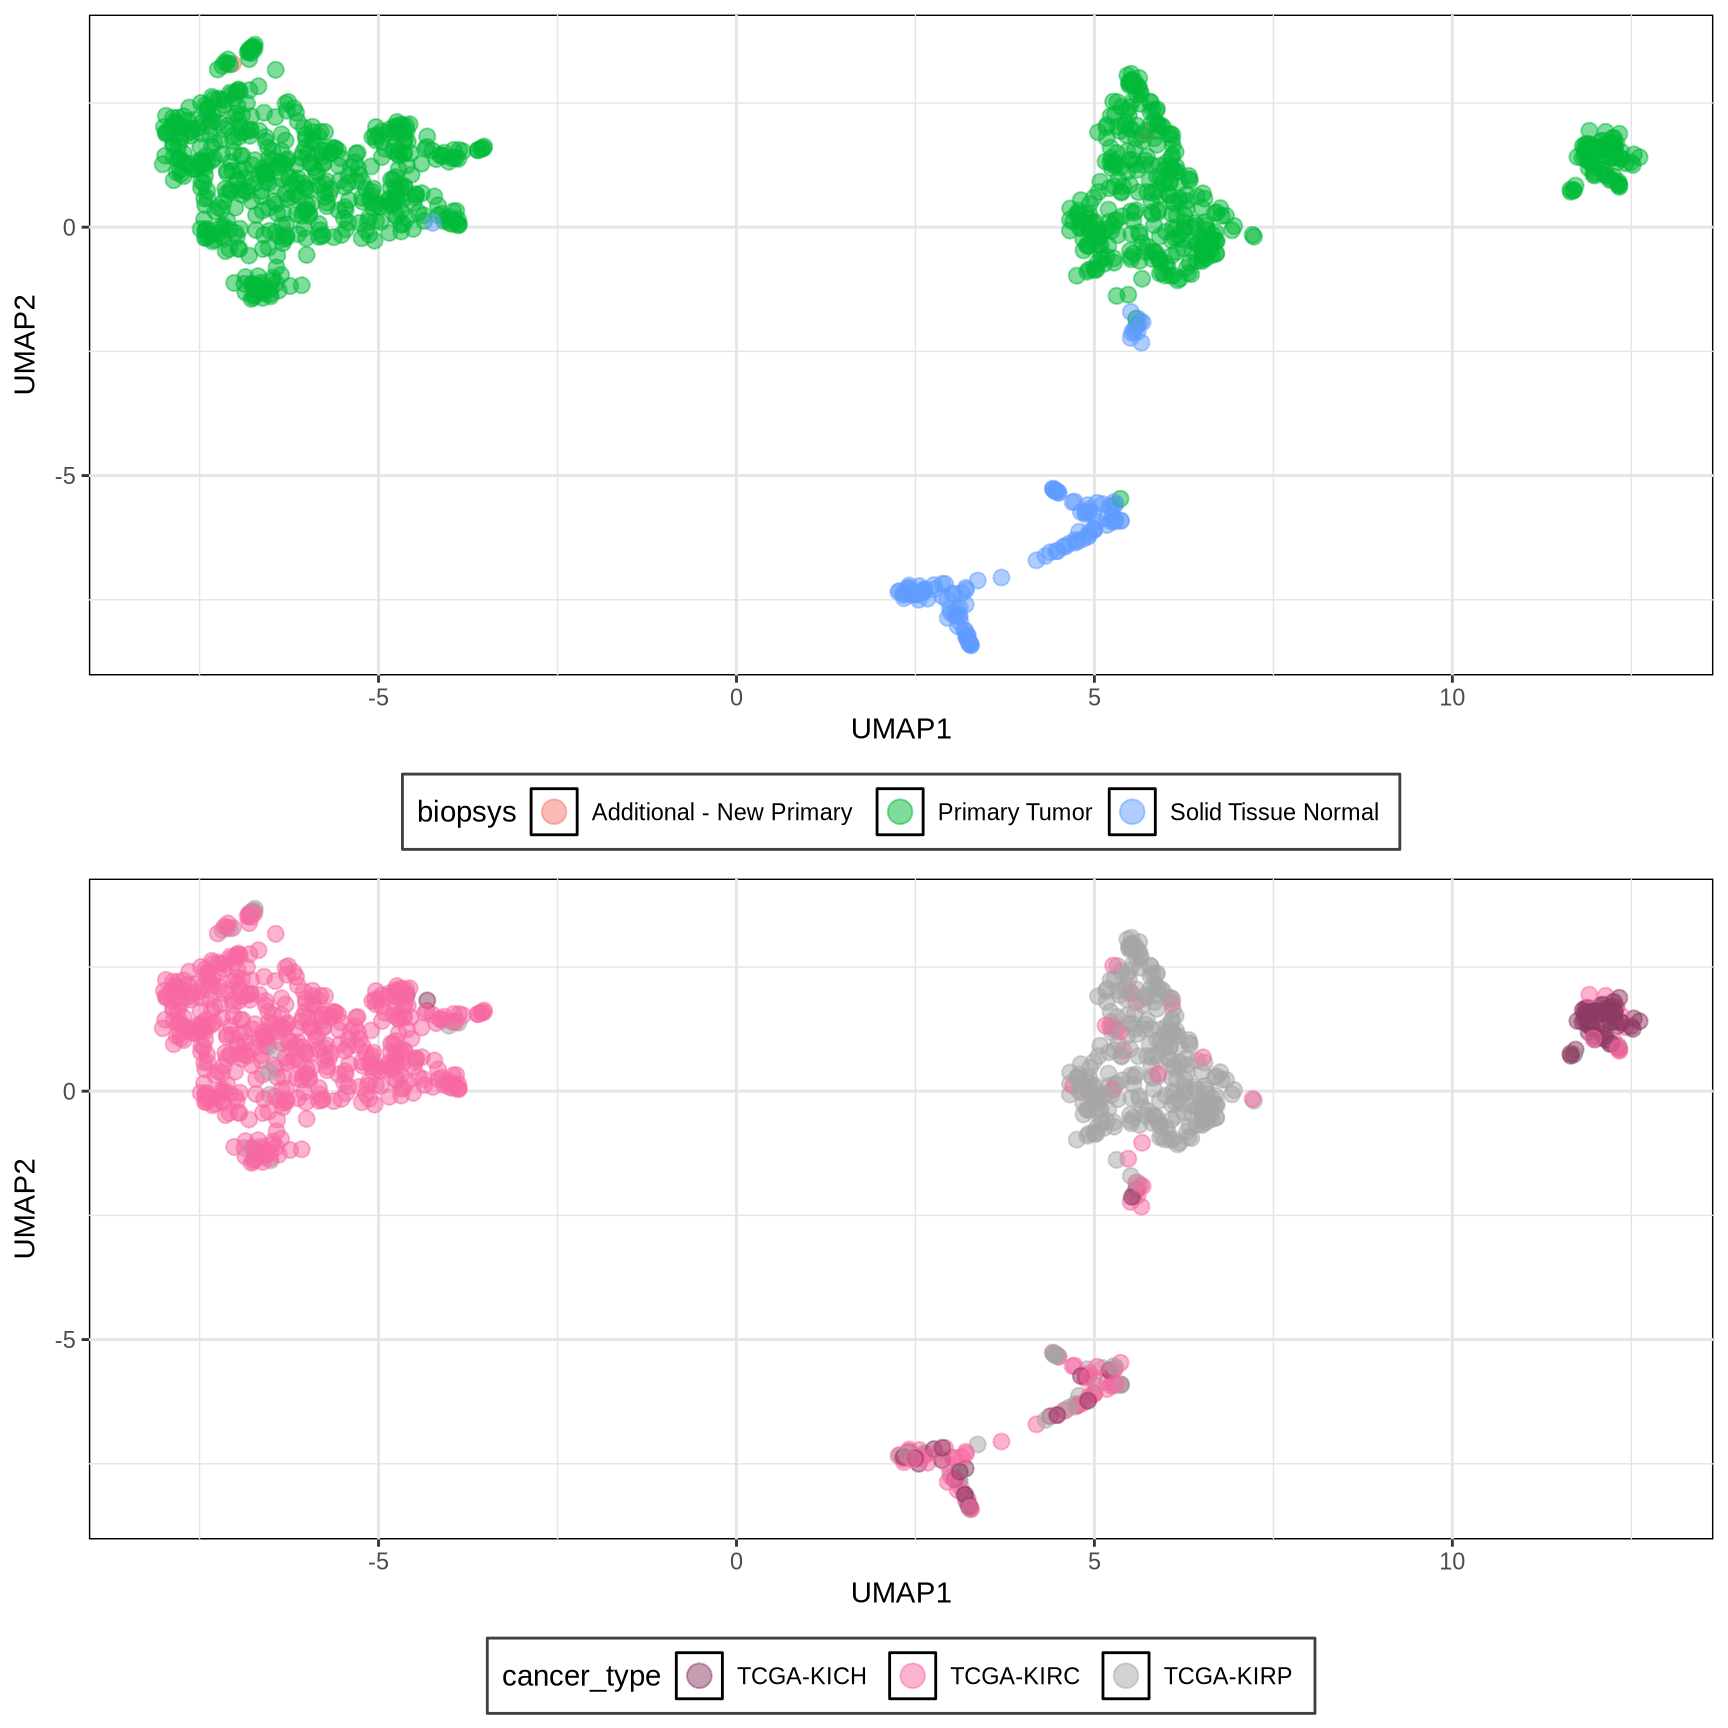 0
-5
UMAP2
-5 0 5 10
UMAP1
biopsys Additional - New Primary Primary Tumor Solid Tissue Normal
0
-5
UMAP2
-5 0 5 10
UMAP1
cancer_type TCGA-KICH TCGA-KIRC TCGA-KIRP